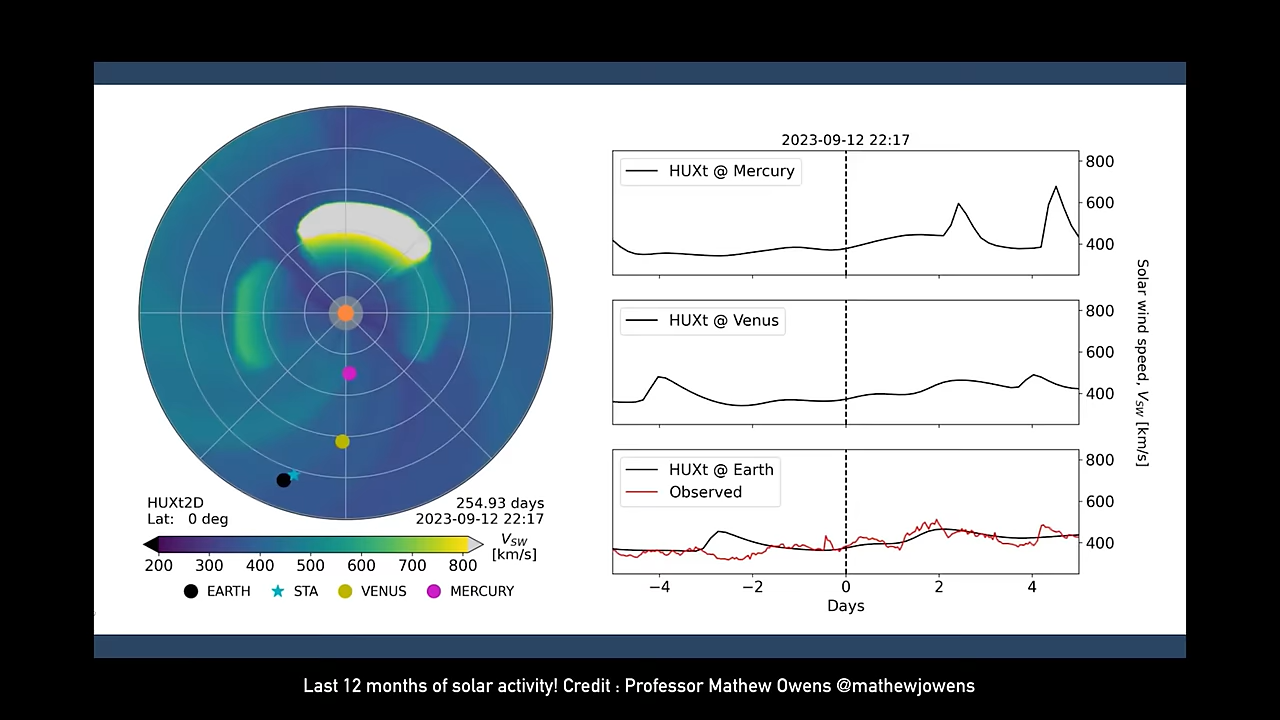 2023-09-12 22:17
HUXt @ Mercury
800
600
400
HUXt @ Venus
800
600
400
HUXt @ Earth
Observed
800
600
400
−4 −2 0 2 4
Days
Solar wind speed, VSW [km/s]
HUXt2D
Lat: 0 deg
254.93 days
2023-09-12 22:17
200 300 400 500 600 700 800
VSW
[km/s]
EARTH STA VENUS MERCURY
Last 12 months of solar activity! Credit : Professor Mathew Owens @mathewjowens